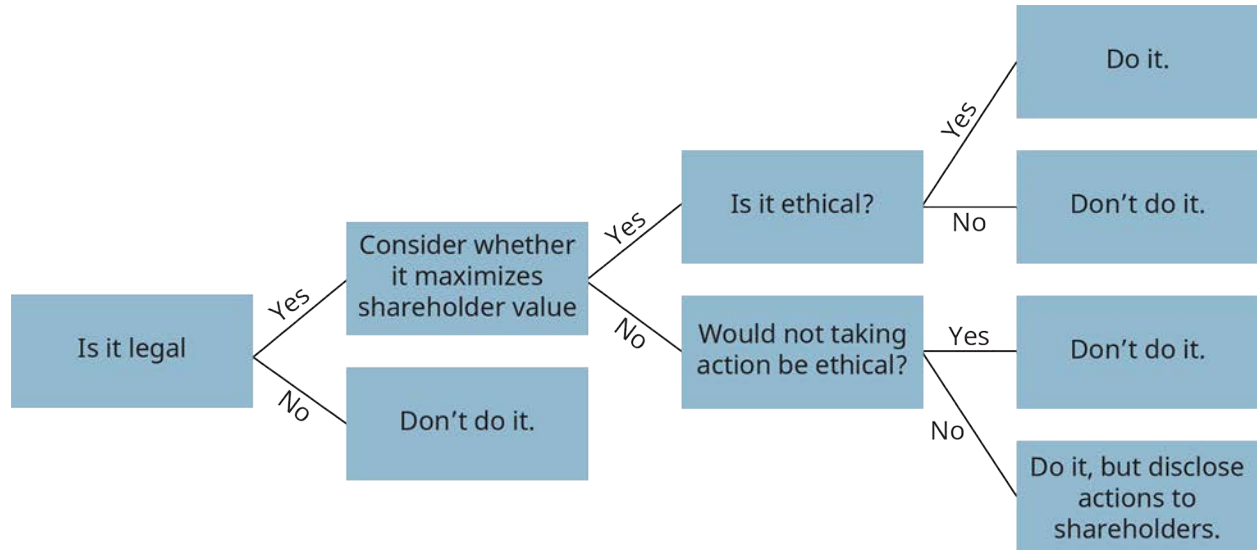 Is it legal
Yes
No
Consider whether
it maximizes
shareholder value
Don't do it.
Yes
No
Is it ethical?
Would not taking
action be ethical?
Yes
No
Yes
No
Do it.
Don't do it.
Don't do it.
Do it, but disclose
actions to
shareholders.